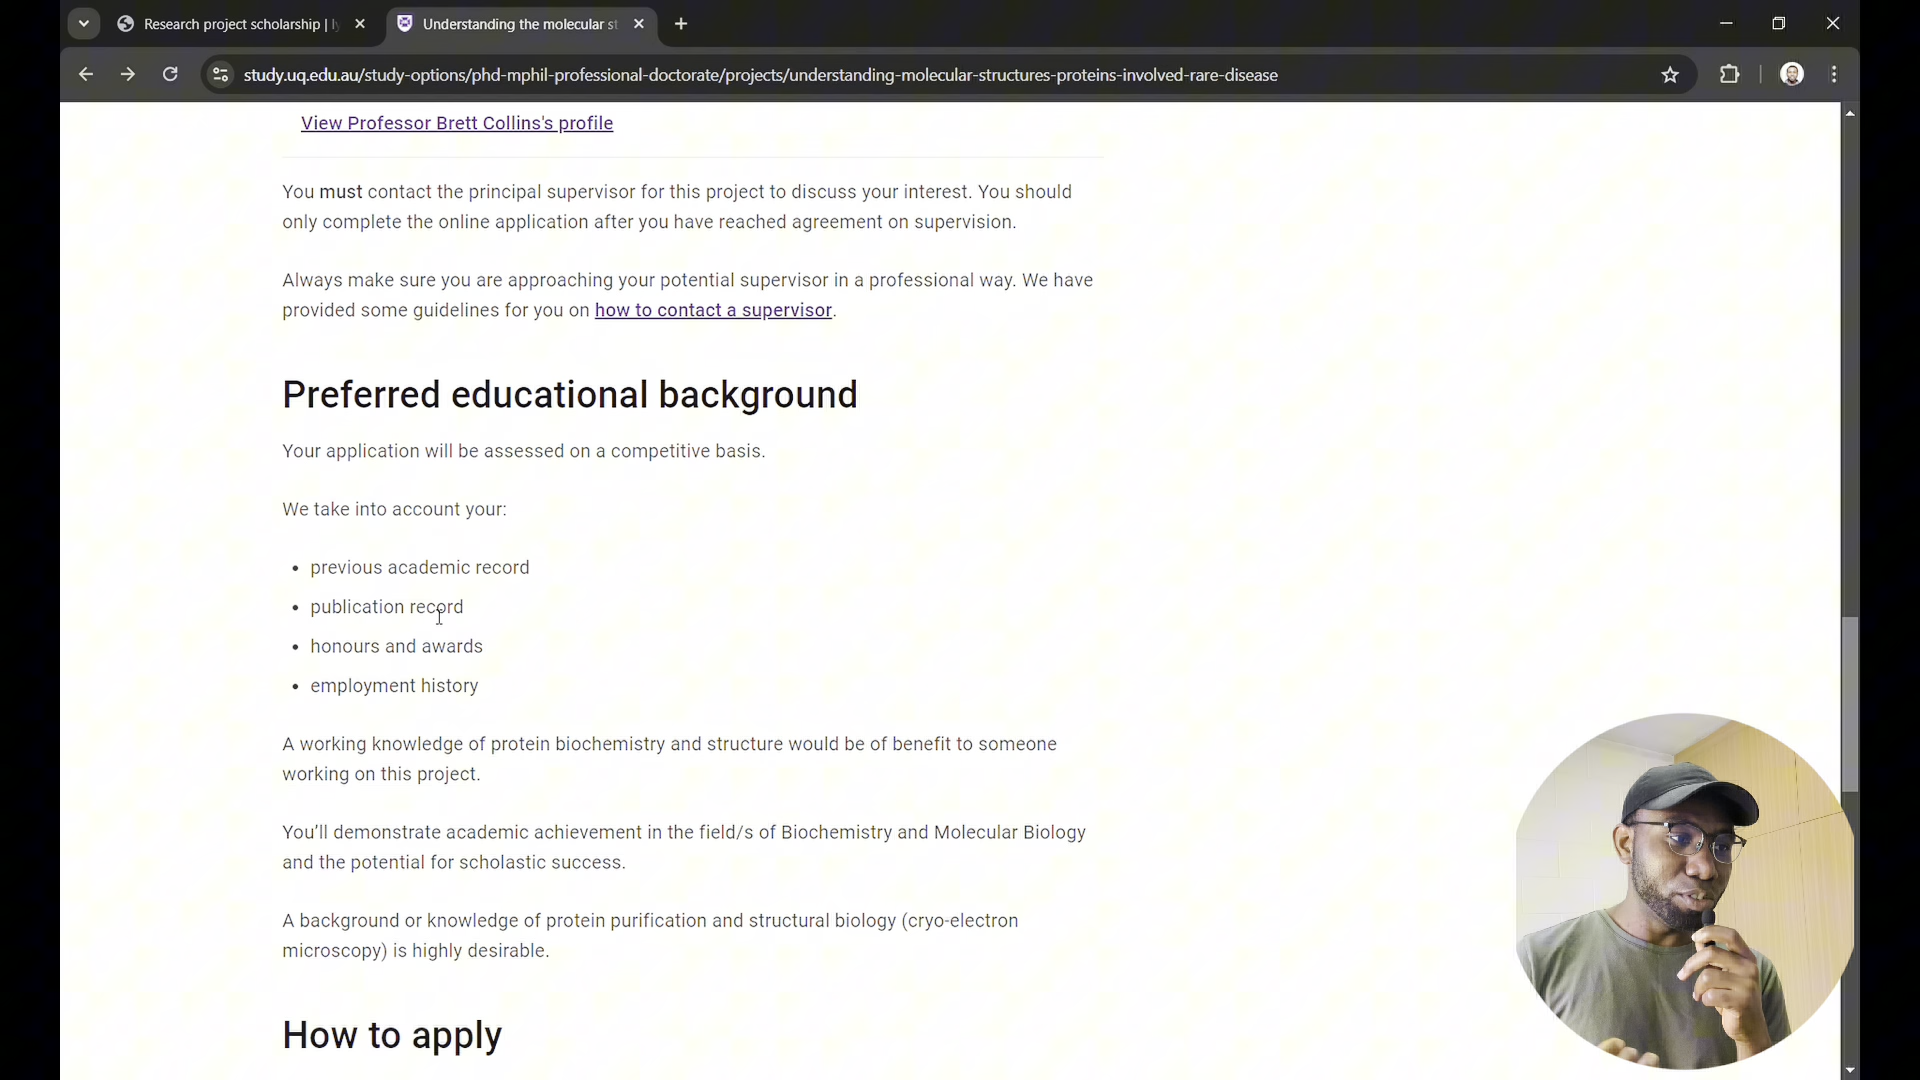 Research project scholarship | ly
Understanding the molecular st
study.uq.edu.au/study-options/phd-mphil-professional-doctorate/projects/understanding-molecular-structures-proteins-involved-rare-disease
View Professor Brett Collins's profile
You must contact the principal supervisor for this project to discuss your interest. You should
only complete the online application after you have reached agreement on supervision.
Always make sure you are approaching your potential supervisor in a professional way. We have
provided some guidelines for you on how to contact a supervisor.
Preferred educational background
Your application will be assessed on a competitive basis.
We take into account your:
• previous academic record
• publication record
• honours and awards
• employment history
A working knowledge of protein biochemistry and structure would be of benefit to someone
working on this project.
You’ll demonstrate academic achievement in the field/s of Biochemistry and Molecular Biology
and the potential for scholastic success.
A background or knowledge of protein purification and structural biology (cryo-electron
microscopy) is highly desirable.
How to apply